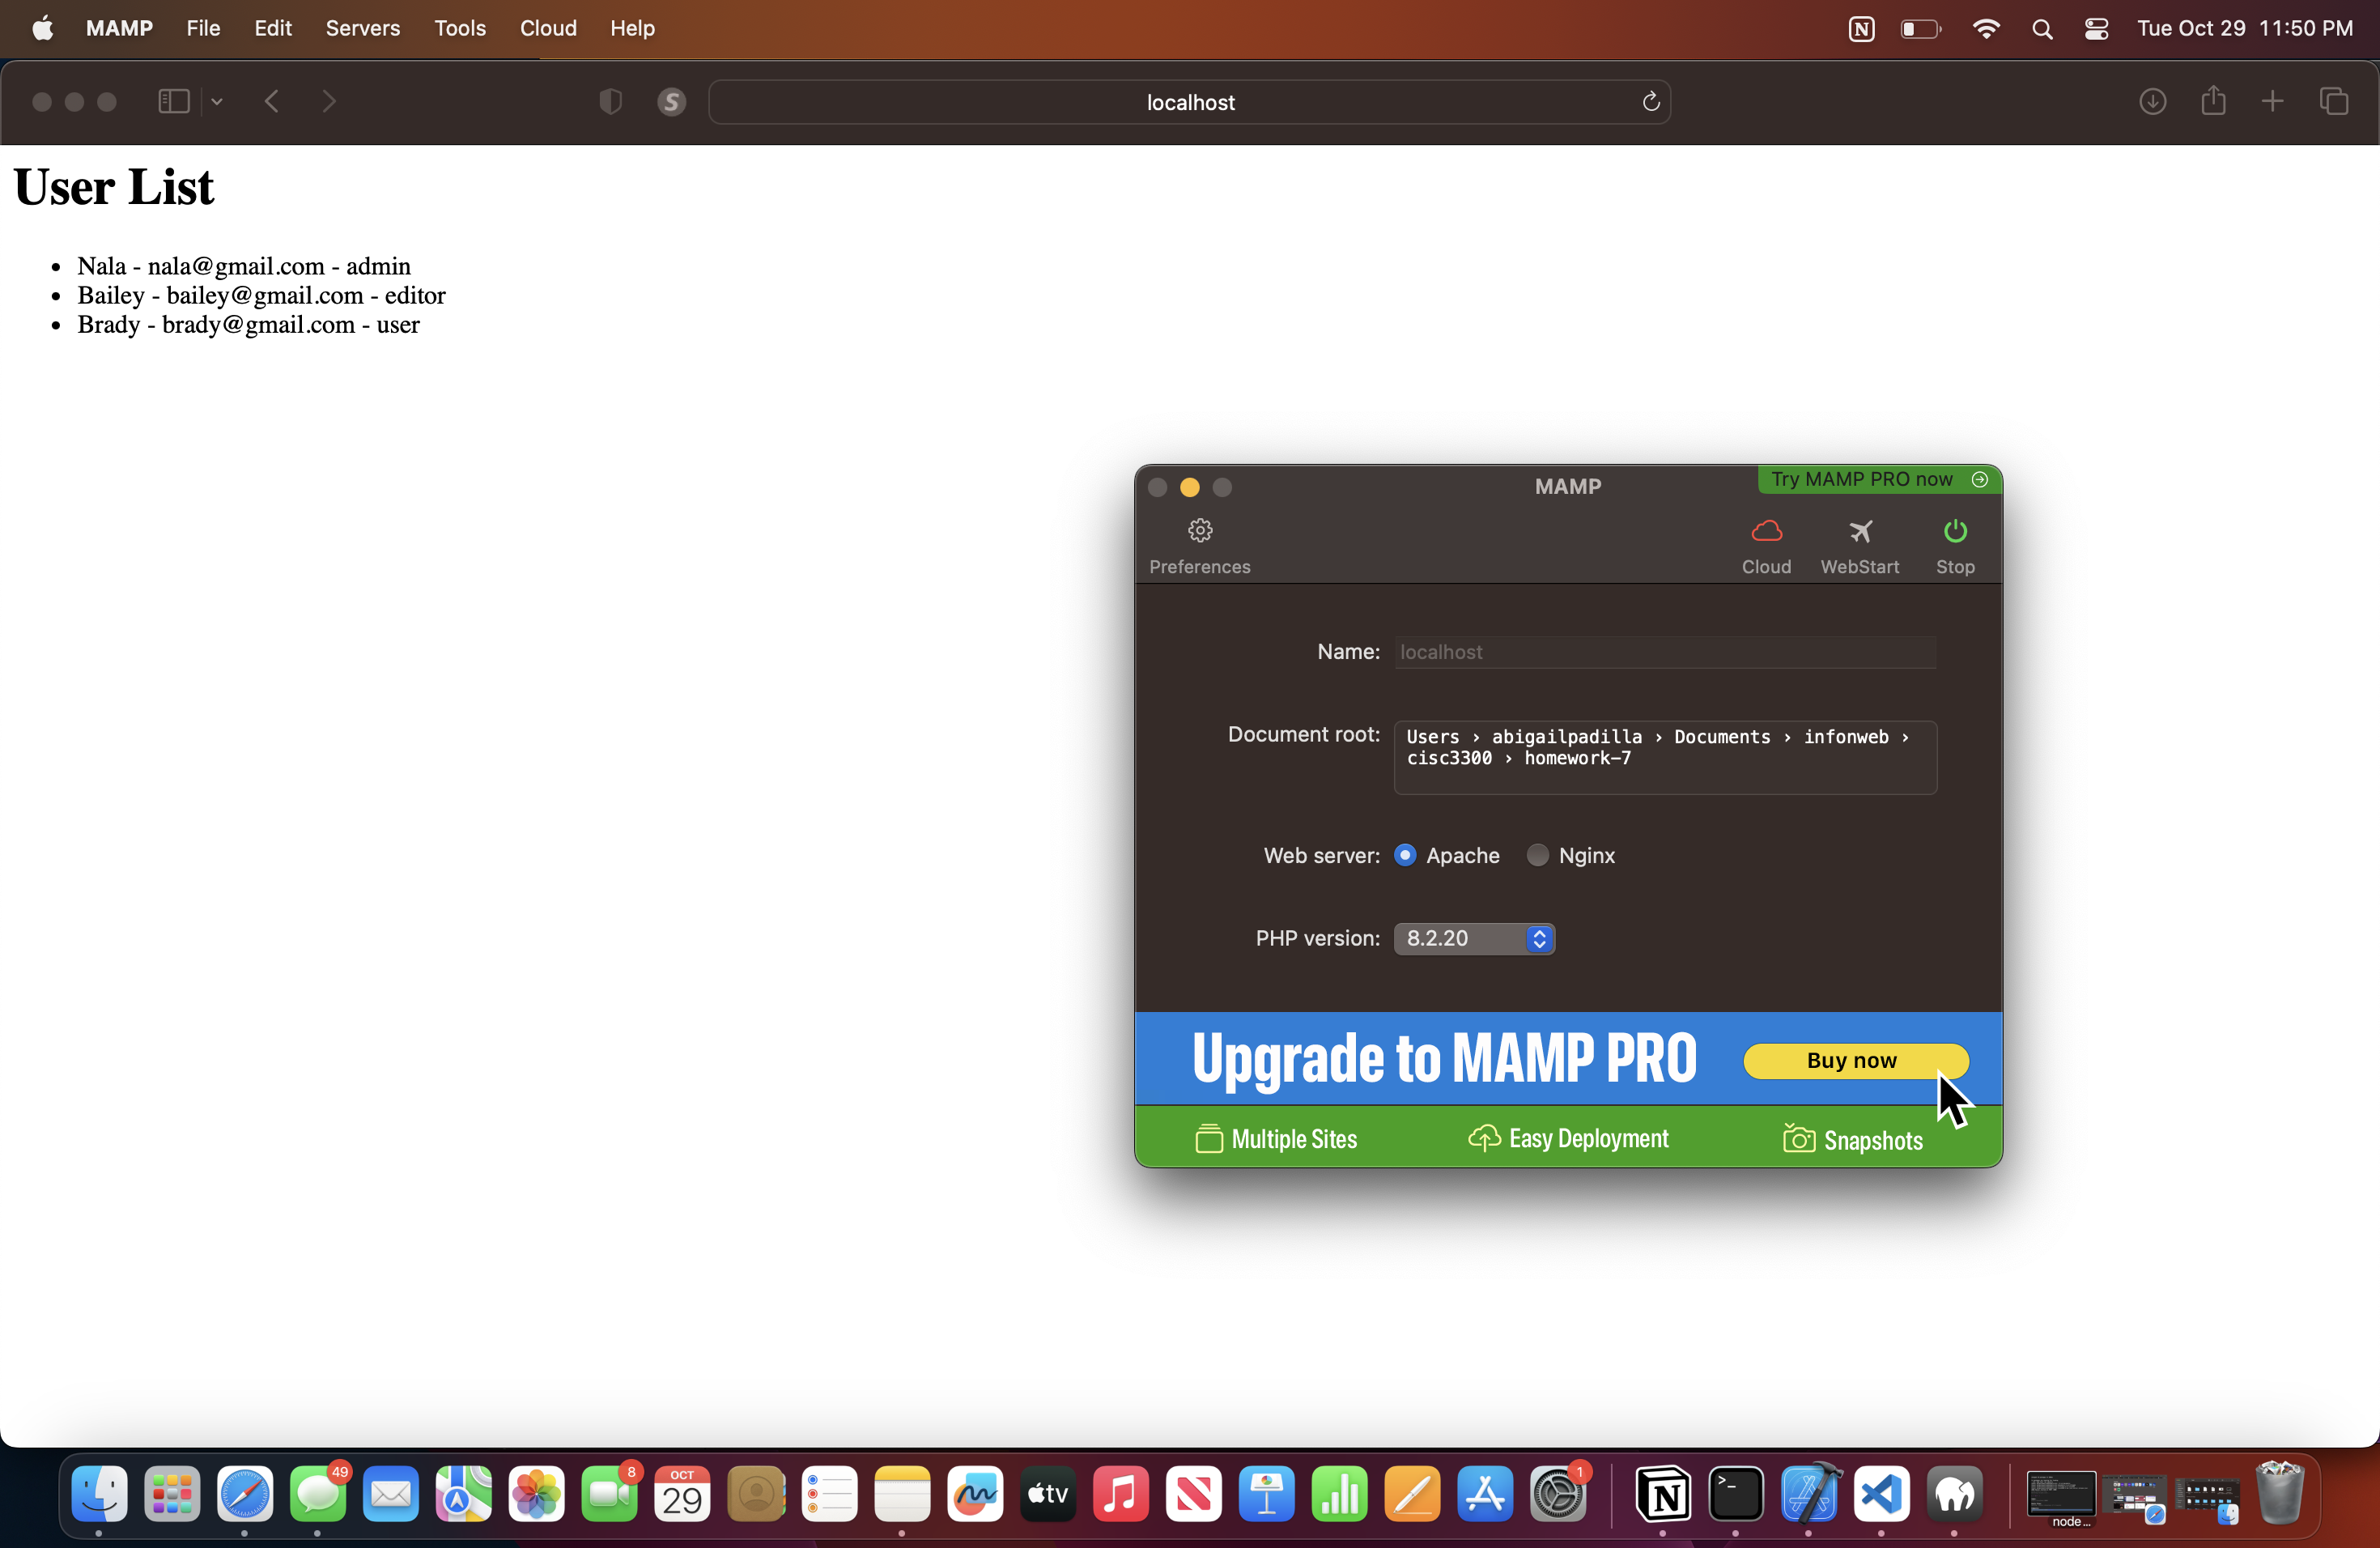 MAMP File Edit Servers Tools Cloud Help Tue Oct 29 11:50 PM
localhost
User List
Nala - nala@gmail.com - admin
Bailey - bailey@gmail.com - editor
Brady - brady@gmail.com - user
MAMP
Try MAMP PRO now
Preferences
Cloud WebStart Stop
Name: localhost
Document root: Users › abigailpadilla › Documents › infonweb ›
cisc3300 › homework-7
Web server: Apache Nginx
PHP version: 8.2.20
Upgrade to MAMP PRO Buy now
Multiple Sites Easy Deployment Snapshots
49 8 OCT 29 tv 1
node...